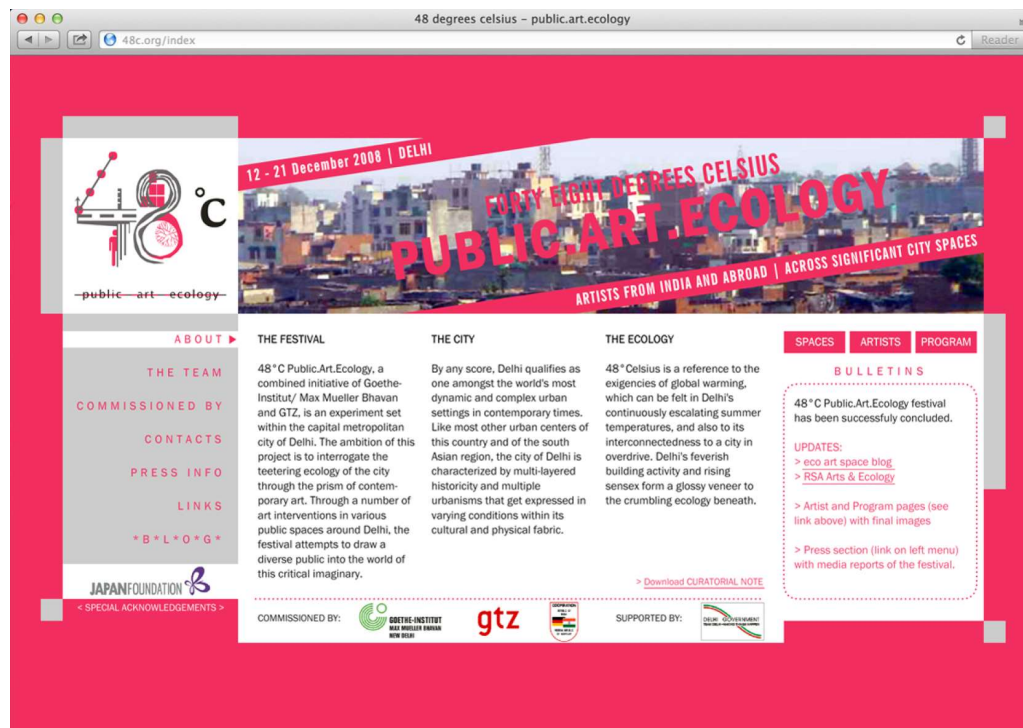 48 degrees celsius – public.art.ecology
48c.org/index
Reader
48°C
public art ecology
12 - 21 December 2008 | DELHI
FORTY EIGHT DEGREES CELSIUS
PUBLIC.ART.ECOLOGY
ARTISTS FROM INDIA AND ABROAD | ACROSS SIGNIFICANT CITY SPACES
ABOUT
THE TEAM
COMMISSIONED BY
CONTACTS
PRESS INFO
LINKS
*B*L*O*G*
JAPANFOUNDATION
< SPECIAL ACKNOWLEDGEMENTS >
THE FESTIVAL
48°C Public.Art.Ecology, a
combined initiative of Goethe-
Institut/ Max Mueller Bhavan
and GTZ, is an experiment set
within the capital metropolitan
city of Delhi. The ambition of this
project is to interrogate the
teetering ecology of the city
through the prism of contem-
porary art. Through a number of
art interventions in various
public spaces around Delhi, the
festival attempts to draw a
diverse public into the world of
this critical imaginary.
THE CITY
By any score, Delhi qualifies as
one amongst the world's most
dynamic and complex urban
settings in contemporary times.
Like most other urban centers of
this country and of the south
Asian region, the city of Delhi is
characterized by multi-layered
historicity and multiple
urbanisms that get expressed in
varying conditions within its
cultural and physical fabric.
THE ECOLOGY
48°Celsius is a reference to the
exigencies of global warming,
which can be felt in Delhi's
continuously escalating summer
temperatures, and also to its
interconnectedness to a city in
overdrive. Delhi's feverish
building activity and rising
sensex form a glossy veneer to
the crumbling ecology beneath.
> Download CURATORIAL NOTE
SPACES
ARTISTS
PROGRAM
BULLETINS
48°C Public.Art.Ecology festival
has been successfuly concluded.
UPDATES:
> eco art space blog
> RSA Arts & Ecology
> Artist and Program pages (see
link above) with final images
> Press section (link on left menu)
with media reports of the festival.
COMMISSIONED BY:
GOETHE-INSTITUT
MAX MUELLER BHAVAN
NEW DELHI
gtz
SUPPORTED BY:
DELHI GOVERNMENT